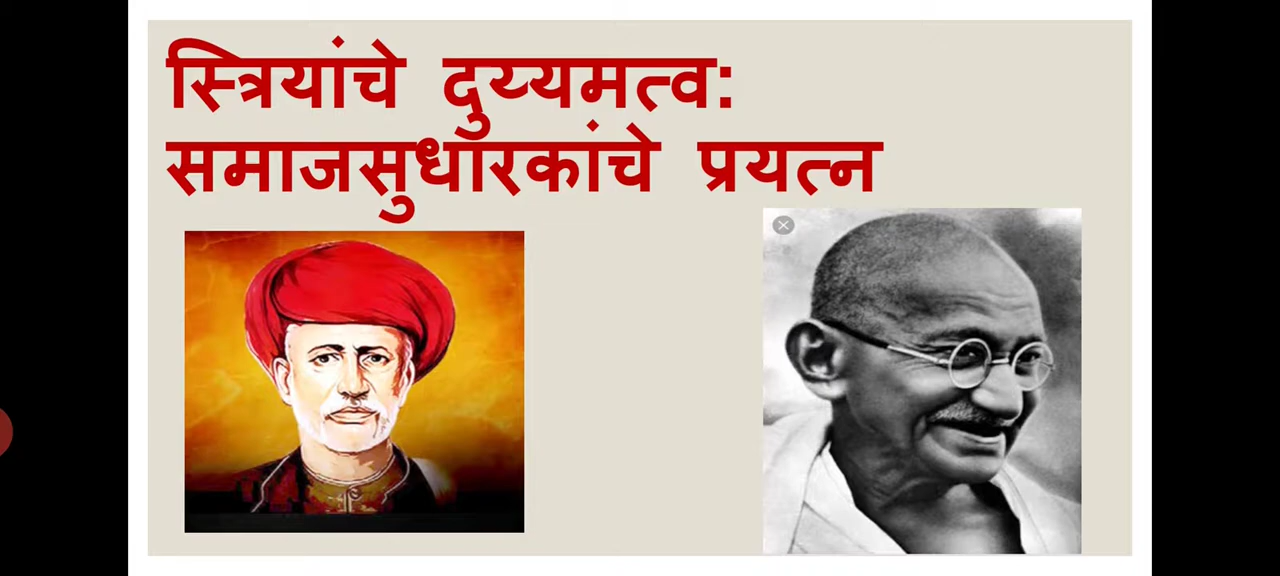 स्त्रियांचे दुय्यमत्व:
समाजसुधारकांचे प्रयत्न